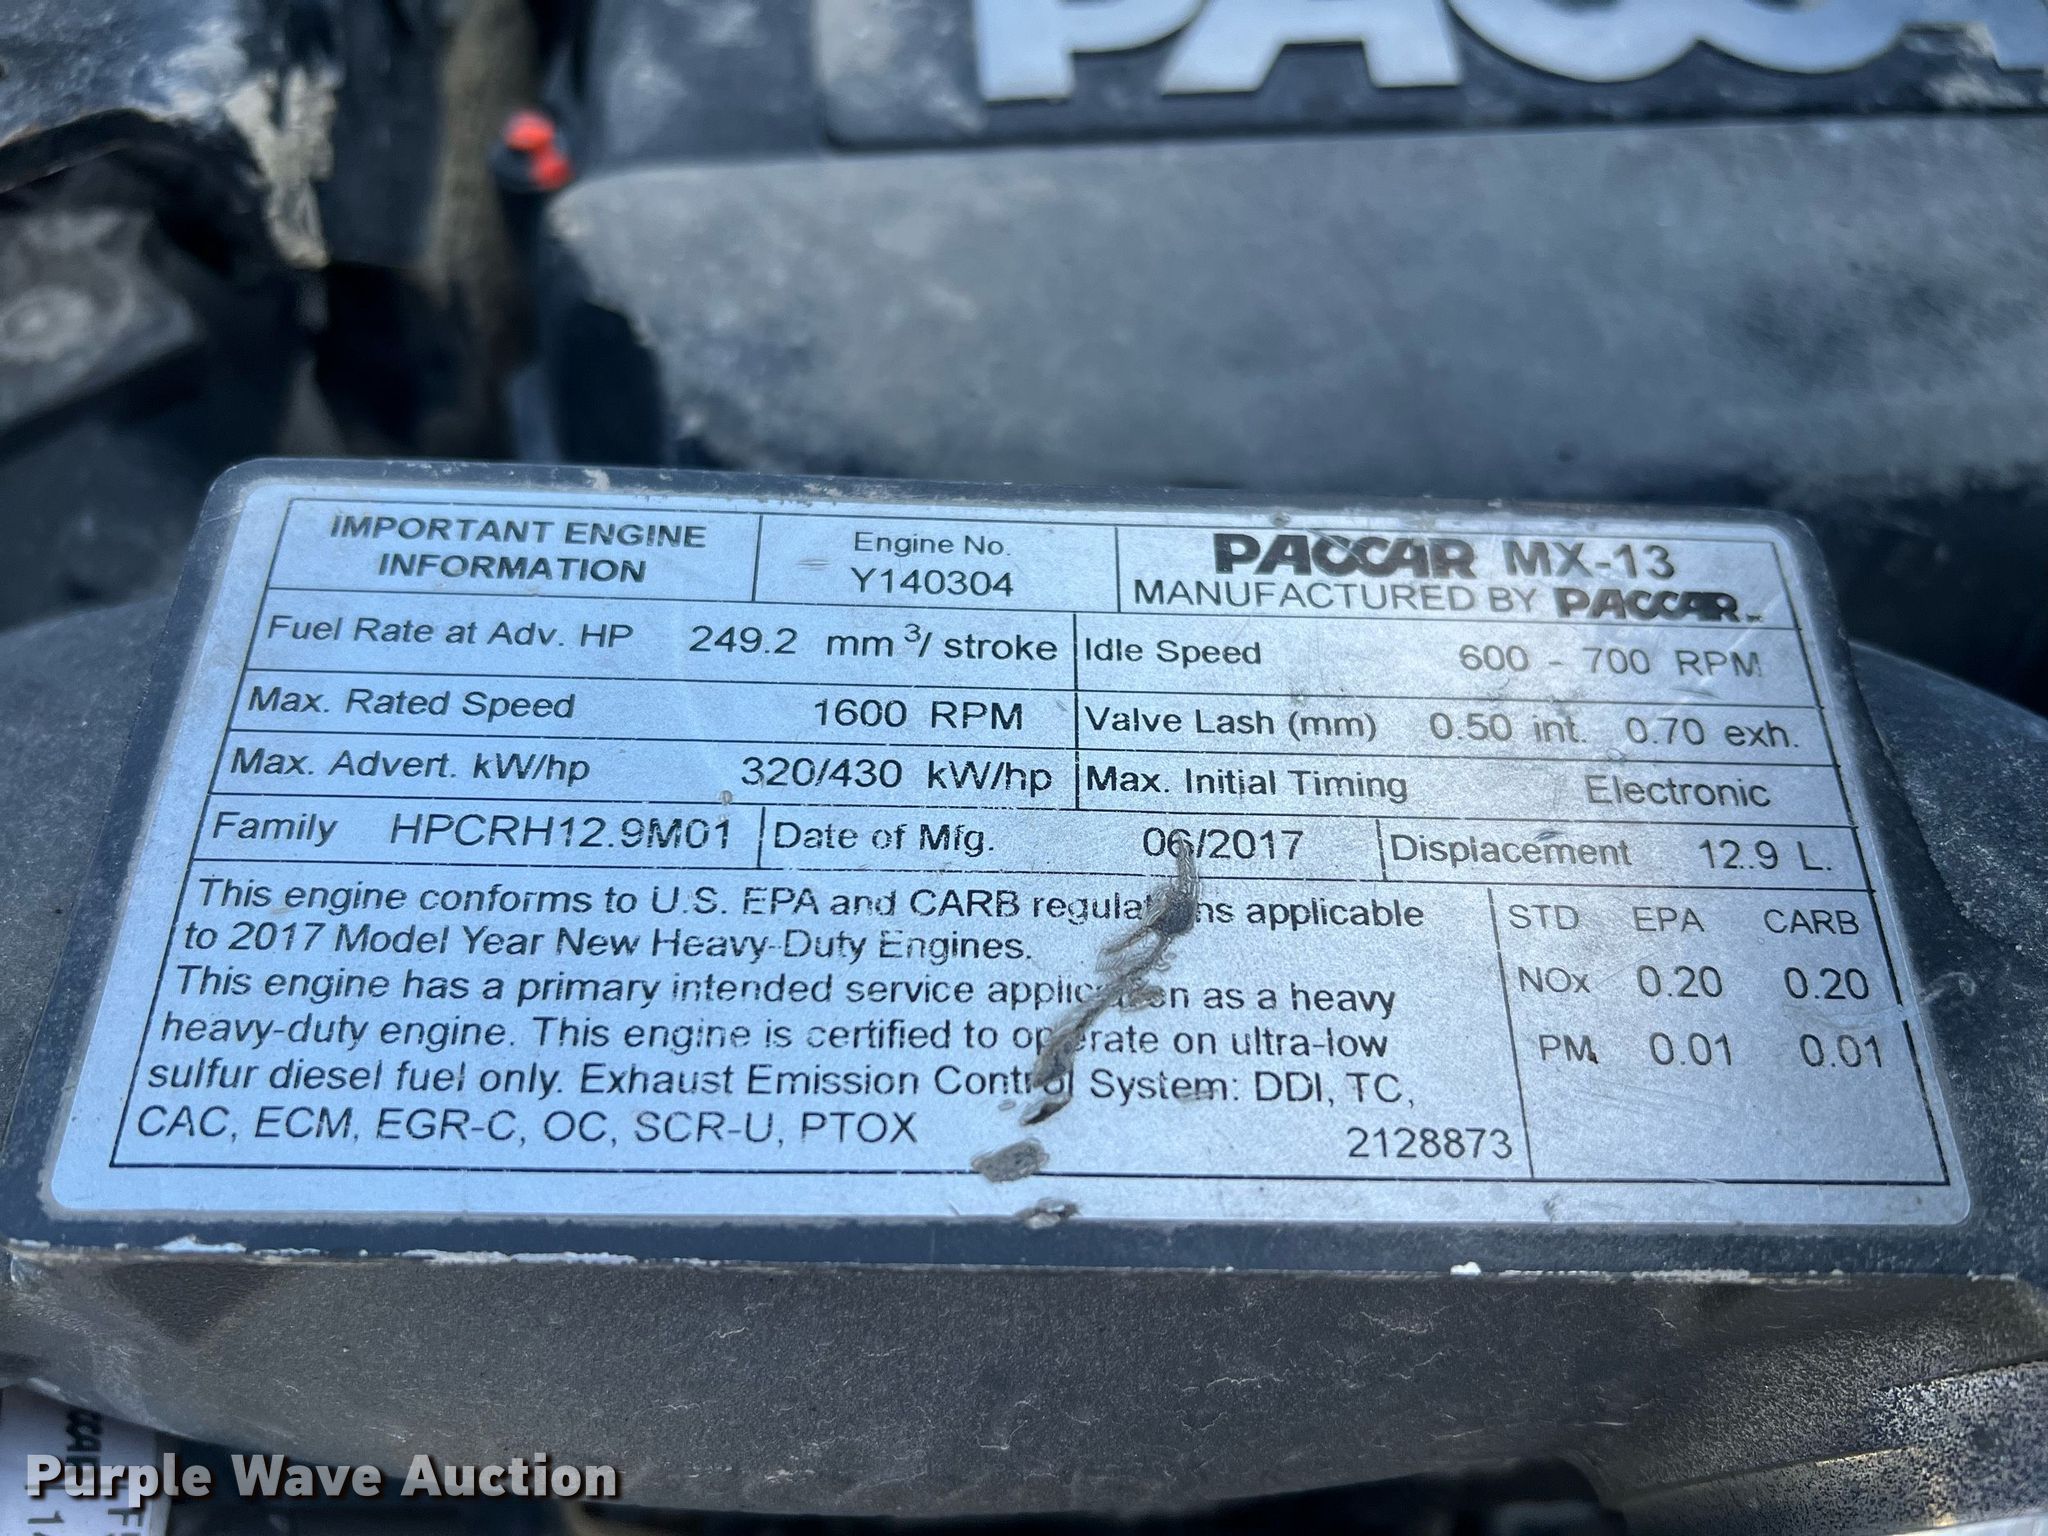 PACCA
IMPORTANT ENGINE
INFORMATION
Engine No.
Y140304
PACCAR MX-13
MANUFACTURED BY PACCAR
Fuel Rate at Adv. HP 249.2 mm³/ stroke
Idle Speed 600 - 700 RPM
Max. Rated Speed 1600 RPM
Valve Lash (mm) 0.50 int. 0.70 exh.
Max. Advert. kW/hp 320/430 kW/hp
Max. Initial Timing Electronic
Family HPCRH12.9M01
Date of Mfg. 06/2017
Displacement 12.9 L.
This engine conforms to U.S. EPA and CARB regulations applicable
to 2017 Model Year New Heavy-Duty Engines.
This engine has a primary intended service application as a heavy
heavy-duty engine. This engine is certified to operate on ultra-low
sulfur diesel fuel only. Exhaust Emission Control System: DDI, TC,
CAC, ECM, EGR-C, OC, SCR-U, PTOX 2128873
STD EPA CARB
NOx 0.20 0.20
PM 0.01 0.01
Purple Wave Auction